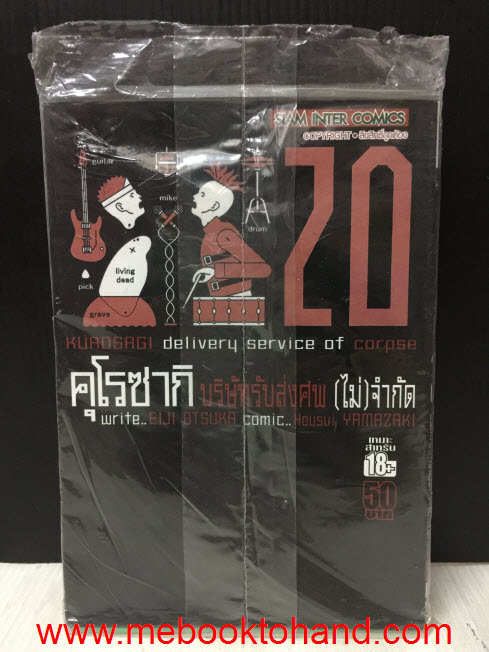 SIAM INTER COMICS
COPYRIGHT • ลิขสิทธิ์ถูกต้อง
20
guitar
mike
drum
living
dead
pick
grave
KUROSAGI delivery service of corpse
คุโรซากิ บริษัทรับส่งศพ (ไม่)จำกัด
write.. EIJI OTSUKA comic.. Housui YAMAZAKI
เหมาะ
สำหรับ
18+
50
บาท
www.mebooktohand.com